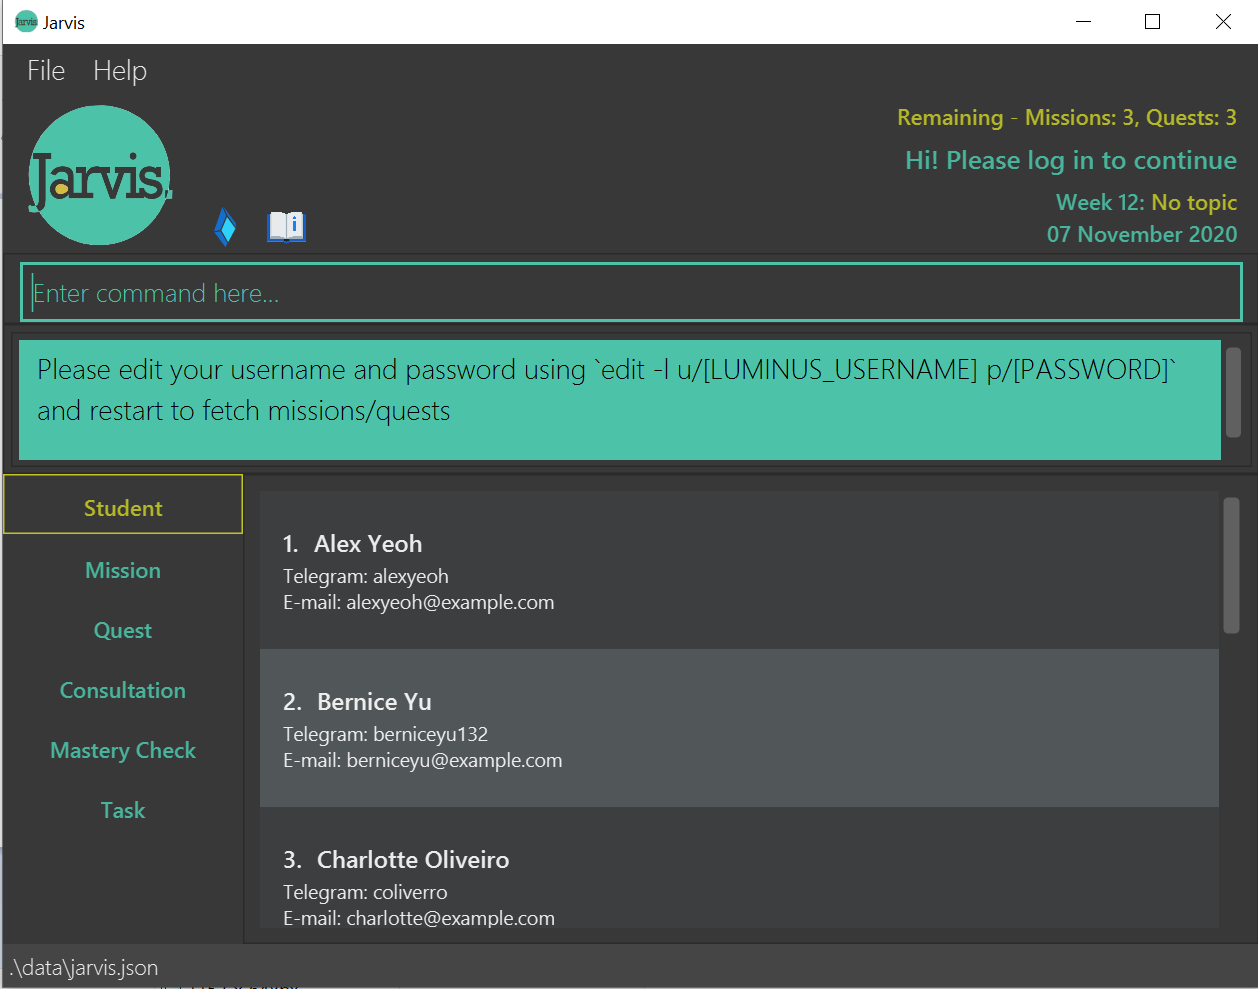 Jarvis
Jarvis
File Help
Remaining - Missions: 3, Quests: 3
Jarvis.
Hi! Please log in to continue
Week 12: No topic
07 November 2020
Enter command here...
Please edit your username and password using `edit -l u/[LUMINUS_USERNAME] p/[PASSWORD]`
and restart to fetch missions/quests
Student
Mission
Quest
Consultation
Mastery Check
Task
1. Alex Yeoh
Telegram: alexyeoh
E-mail: alexyeoh@example.com
2. Bernice Yu
Telegram: berniceyu132
E-mail: berniceyu@example.com
3. Charlotte Oliveiro
Telegram: coliverro
E-mail: charlotte@example.com
.\data\jarvis.json